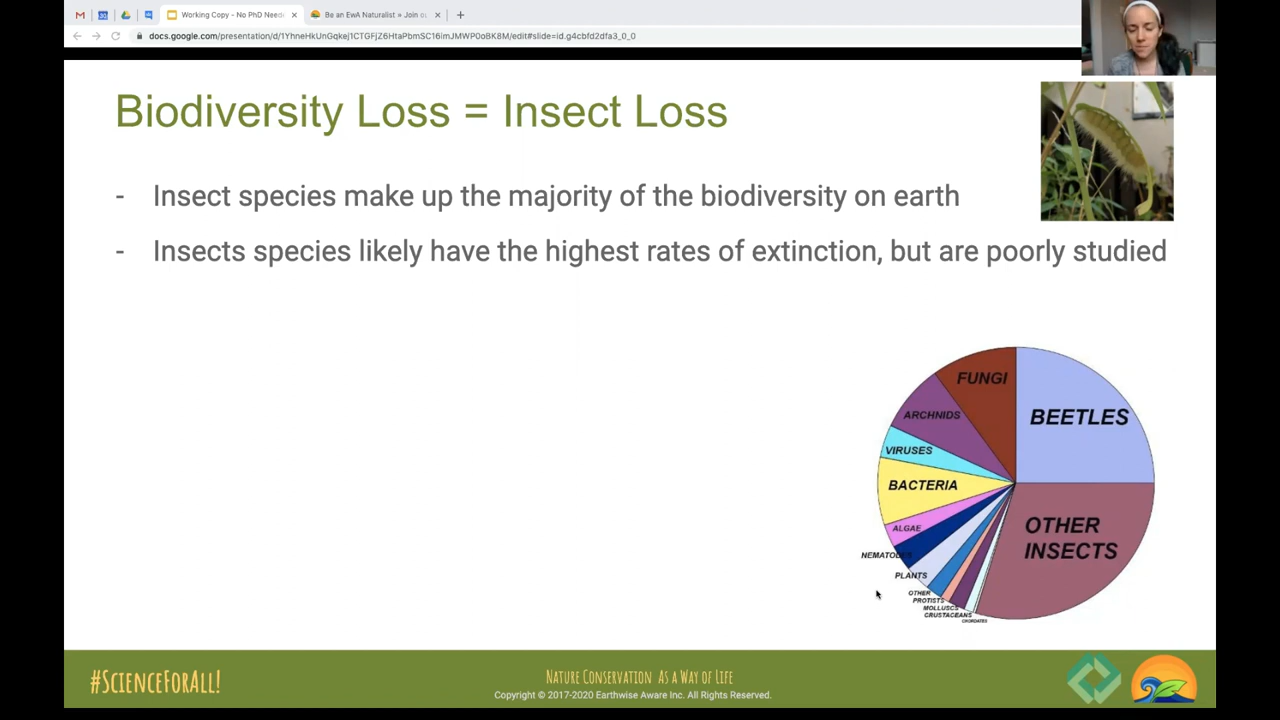 Working Copy - No PhD Need
Be an EwA Naturalist » Join o
docs.google.com/presentation/d/1YhneHkUnGqkej1CTGFjZ6HtaPbmSC16imJMWP0oBK8M/edit#slide=id.g4cbfd2dfa3_0_0
Biodiversity Loss = Insect Loss
- Insect species make up the majority of the biodiversity on earth
- Insects species likely have the highest rates of extinction, but are poorly studied
FUNGI
BEETLES
ARCHNIDS
VIRUSES
BACTERIA
OTHER
INSECTS
ALGAE
NEMATODES
PLANTS
OTHER
PROTISTS
MOLLUSCS
CRUSTACEANS
CHORDATES
#ScienceForAll!
Nature Conservation As a Way of Life
Copyright © 2017-2020 Earthwise Aware Inc. All Rights Reserved.